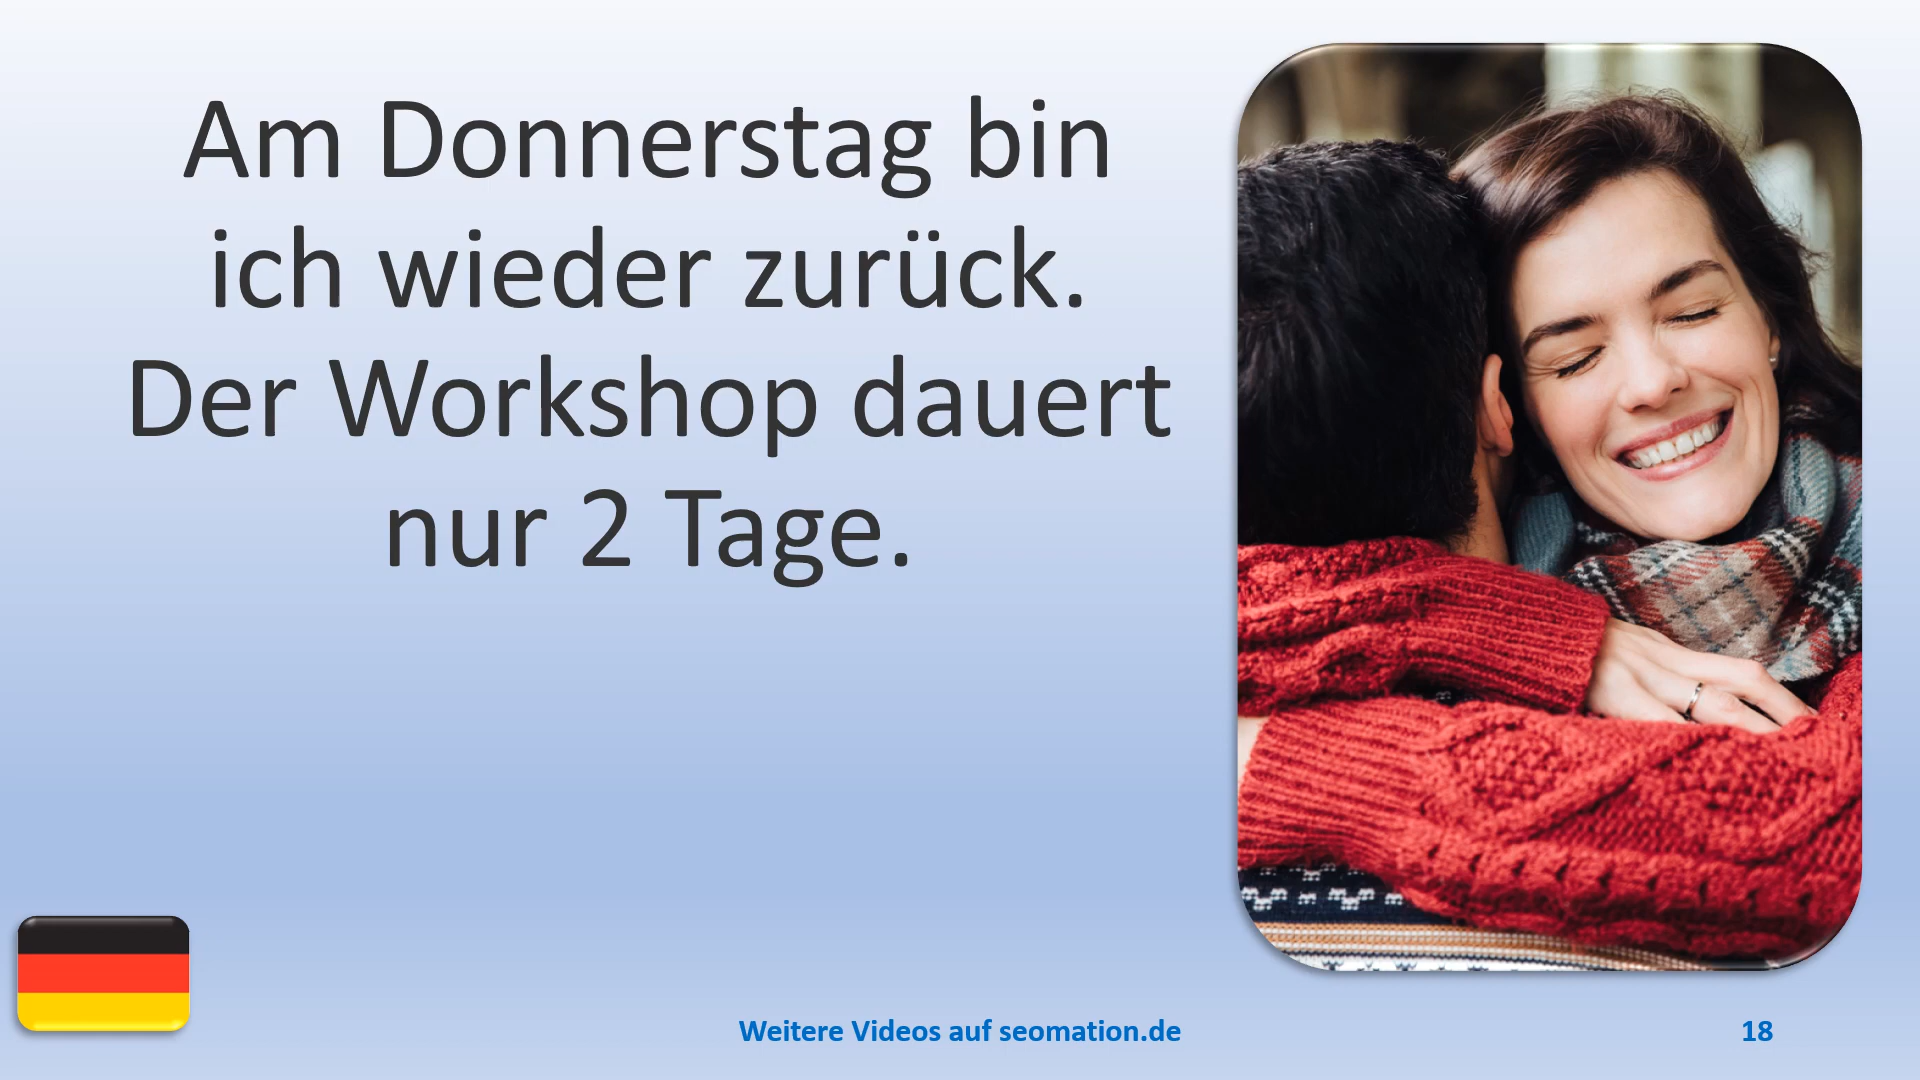 Am Donnerstag bin
ich wieder zurück.
Der Workshop dauert
nur 2 Tage.
Weitere Videos auf seomation.de
18